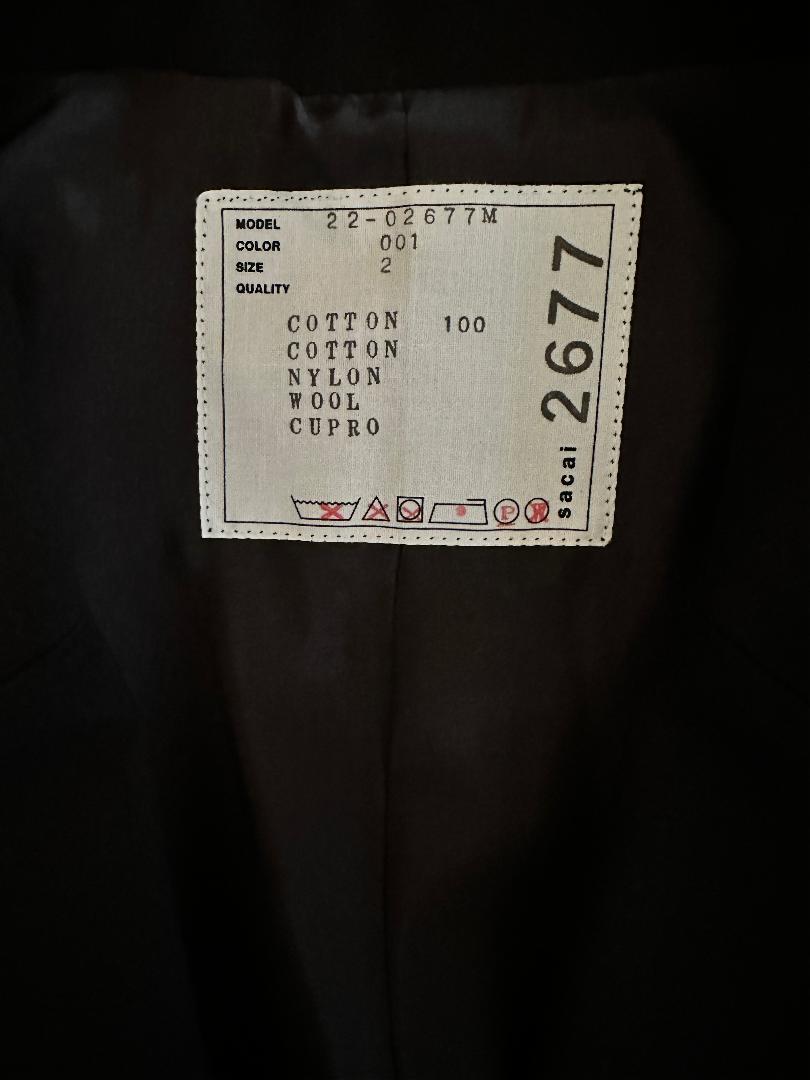 MODEL 22-02677M
COLOR 001
SIZE 2
QUALITY
COTTON 100
COTTON
NYLON
WOOL
CUPRO
P W
sacai 2677